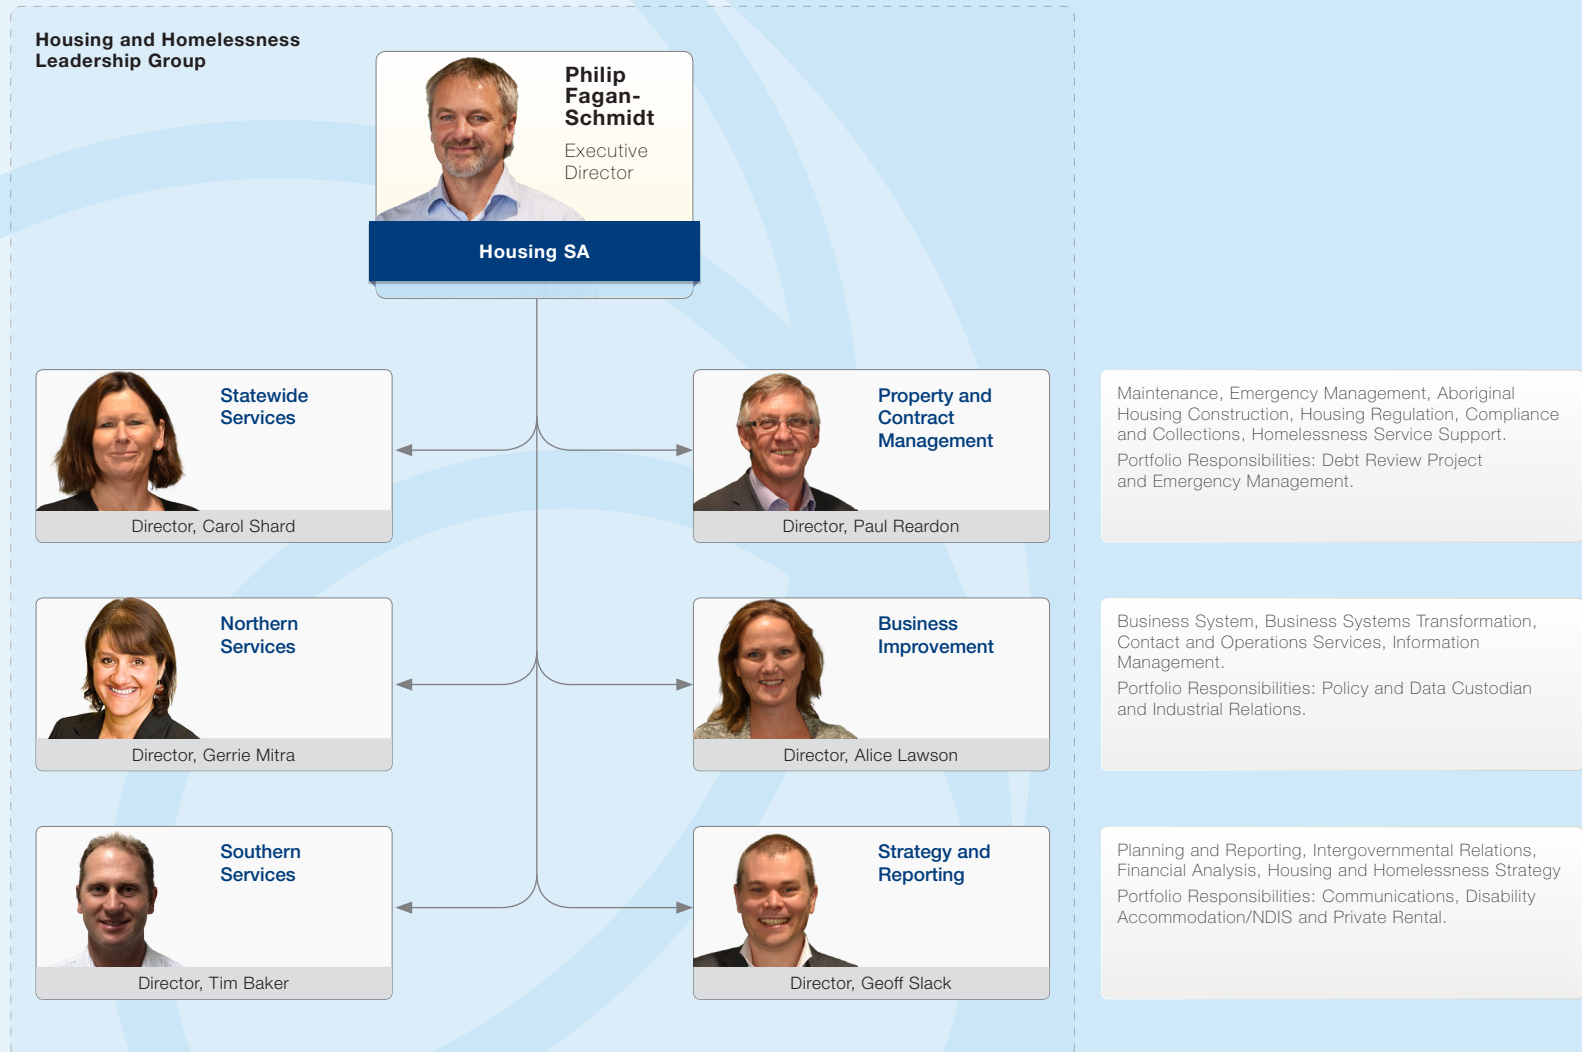 Housing and Homelessness
Leadership Group
Philip
Fagan-
Schmidt
Executive
Director
Housing SA
Statewide
Services
Director, Carol Shard
Property and
Contract
Management
Director, Paul Reardon
Maintenance, Emergency Management, Aboriginal
Housing Construction, Housing Regulation, Compliance
and Collections, Homelessness Service Support.
Portfolio Responsibilities: Debt Review Project
and Emergency Management.
Northern
Services
Director, Gerrie Mitra
Business
Improvement
Director, Alice Lawson
Business System, Business Systems Transformation,
Contact and Operations Services, Information
Management.
Portfolio Responsibilities: Policy and Data Custodian
and Industrial Relations.
Southern
Services
Director, Tim Baker
Strategy and
Reporting
Director, Geoff Slack
Planning and Reporting, Intergovernmental Relations,
Financial Analysis, Housing and Homelessness Strategy
Portfolio Responsibilities: Communications, Disability
Accommodation/NDIS and Private Rental.